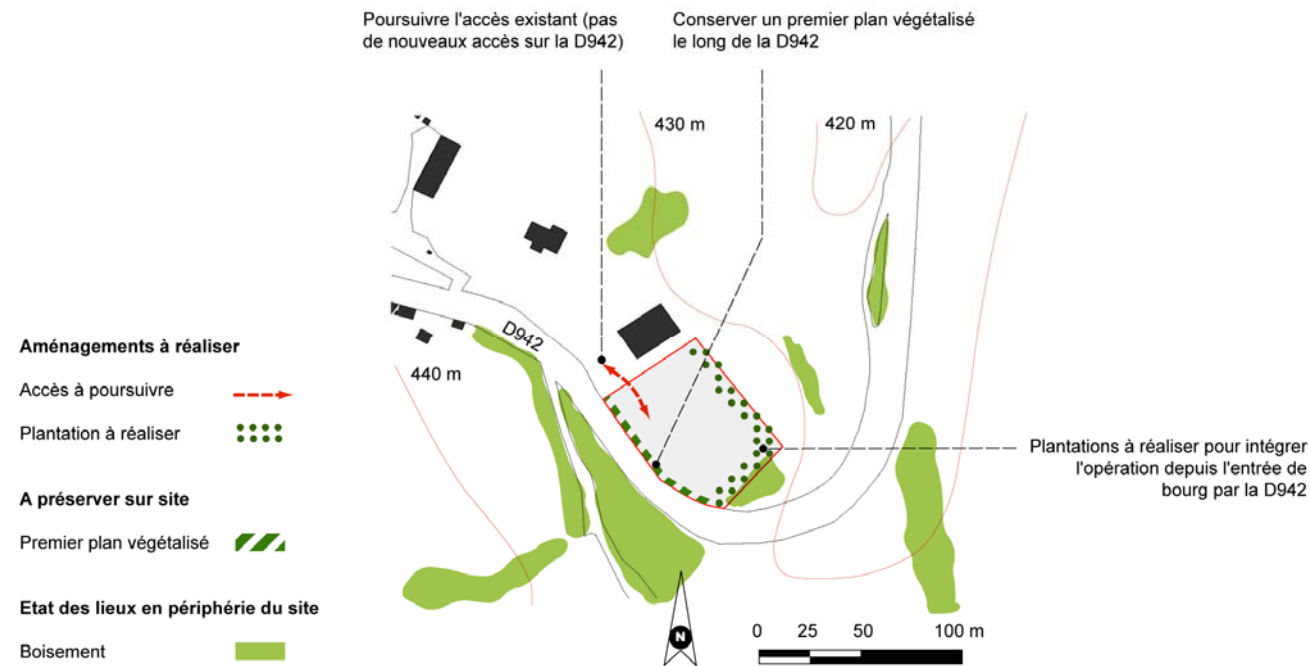 Poursuivre l'accès existant (pas
de nouveaux accès sur la D942)
Conserver un premier plan végétalisé
le long de la D942
430 m
420 m
D942
440 m
Aménagements à réaliser
Accès à poursuivre
Plantation à réaliser
A préserver sur site
Premier plan végétalisé
Etat des lieux en périphérie du site
Boisement
Plantations à réaliser pour intégrer
l'opération depuis l'entrée de
bourg par la D942
N
0 25 50 100 m